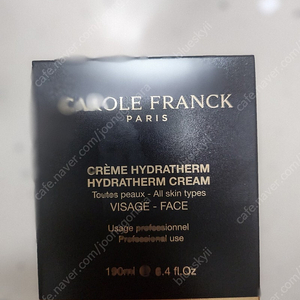 CAROLE FRANCK
PARIS
CRÈME HYDRATHERM
HYDRATHERM CREAM
Toutes peaux - All skin types
VISAGE - FACE
Usage professionnel
Professional use
190ml e 6.4 fl.Oz